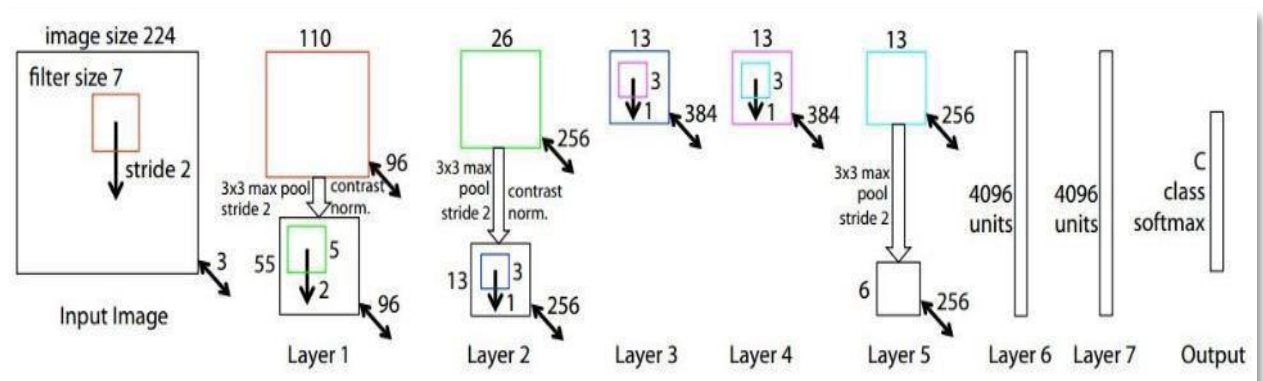 image size 224
filter size 7
stride 2
3
Input Image
110
96
3x3 max pool
stride 2
contrast
norm.
55
5
2
96
Layer 1
26
256
3x3 max
pool
stride 2
contrast
norm.
13
3
1
256
Layer 2
13
3
1
384
Layer 3
13
3
1
384
Layer 4
13
256
3x3 max
pool
stride 2
6
256
Layer 5
4096
units
Layer 6
4096
units
Layer 7
C
class
softmax
Output